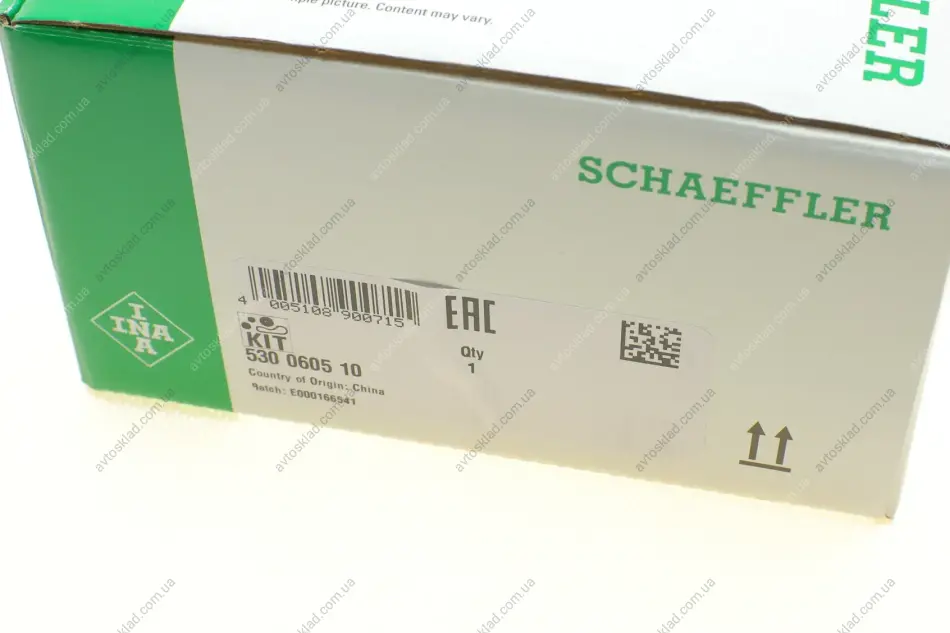 ple picture. Content may vary.
LER
SCHAEFFLER
INA
INA
4 005108 900715
EAC
KIT
530 0605 10
Qty
1
Country of Origin: China
Batch: E000166541
avtosklad.com.ua